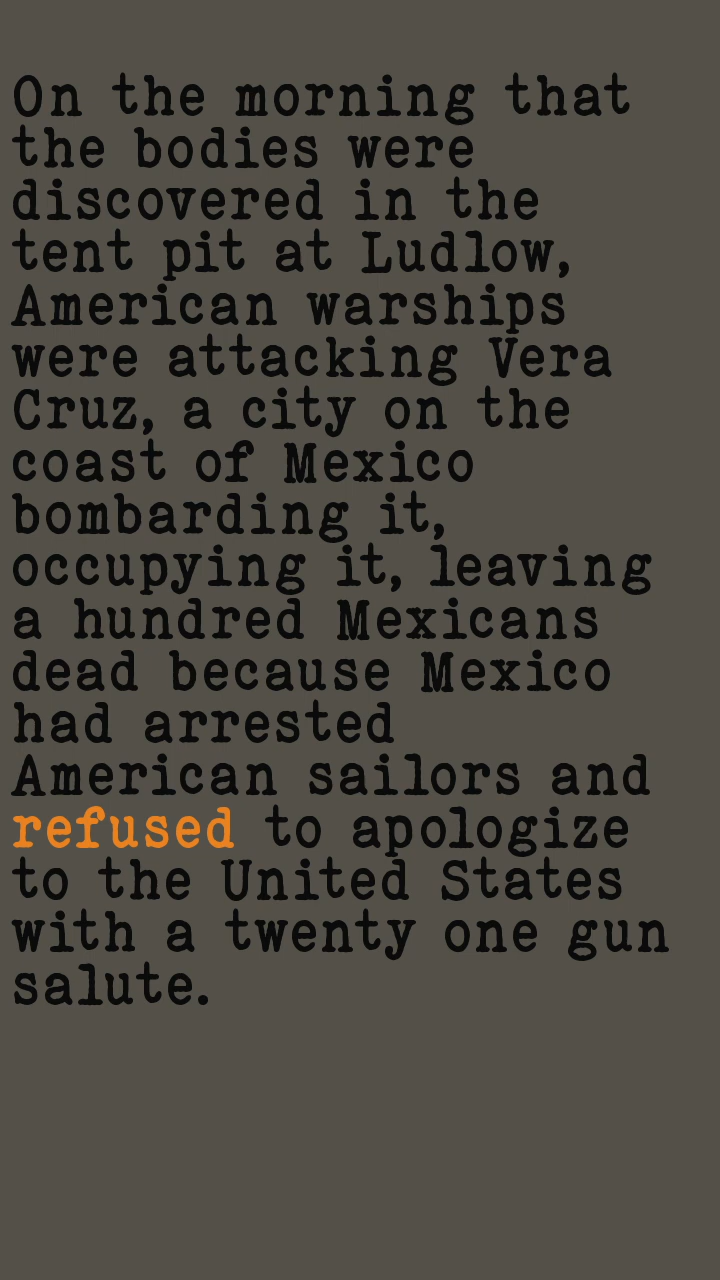 On the morning that
the bodies were
discovered in the
tent pit at Ludlow,
American warships
were attacking Vera
Cruz, a city on the
coast of Mexico
bombarding it,
occupying it, leaving
a hundred Mexicans
dead because Mexico
had arrested
American sailors and
refused to apologize
to the United States
with a twenty one gun
salute.